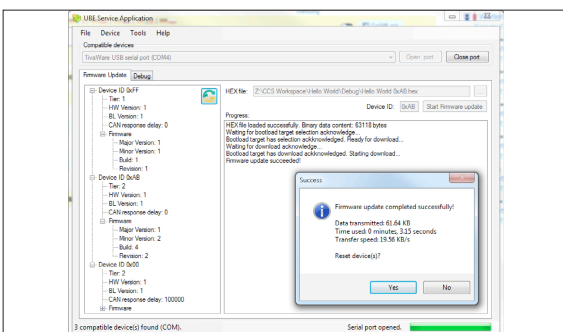 UBE Service Application
File Device Tools Help
Compatible devices
TivaWare USB serial port (COM4)
Open port
Close port
Firmware Update
Debug
Device ID 0xFF
Tier: 1
HW Version: 1
BL Version: 1
CAN response delay: 0
Firmware
Major Version: 1
Minor Version: 1
Build: 1
Revision: 1
Device ID 0xAB
Tier: 2
HW Version: 1
BL Version: 1
CAN response delay: 0
Firmware
Major Version: 1
Minor Version: 2
Build: 4
Revision: 2
Device ID 0x00
Tier: 2
HW Version: 1
BL Version: 1
CAN response delay: 100000
Firmware
HEX file: Z:\CCS Workspace\Hello World\Debug\Hello World 0xAB.hex
...
Device ID: 0xAB Start Firmware update
Progress:
HEX file loaded successfully. Binary data content: 63118 bytes
Waiting for bootload target selection acknowledge...
Bootload target has selection ackknowledged. Ready for download...
Waiting for download acknowledge...
Bootload target has download ackknowledged. Starting download...
Firmware update succeeded!
Success
Firmware update completed successfully!
Data transmitted: 61.64 KB
Time used: 0 minutes, 3.15 seconds
Transfer speed: 19.56 KB/s
Reset device(s)?
Yes
No
3 compatible device(s) found (COM).
Serial port opened.